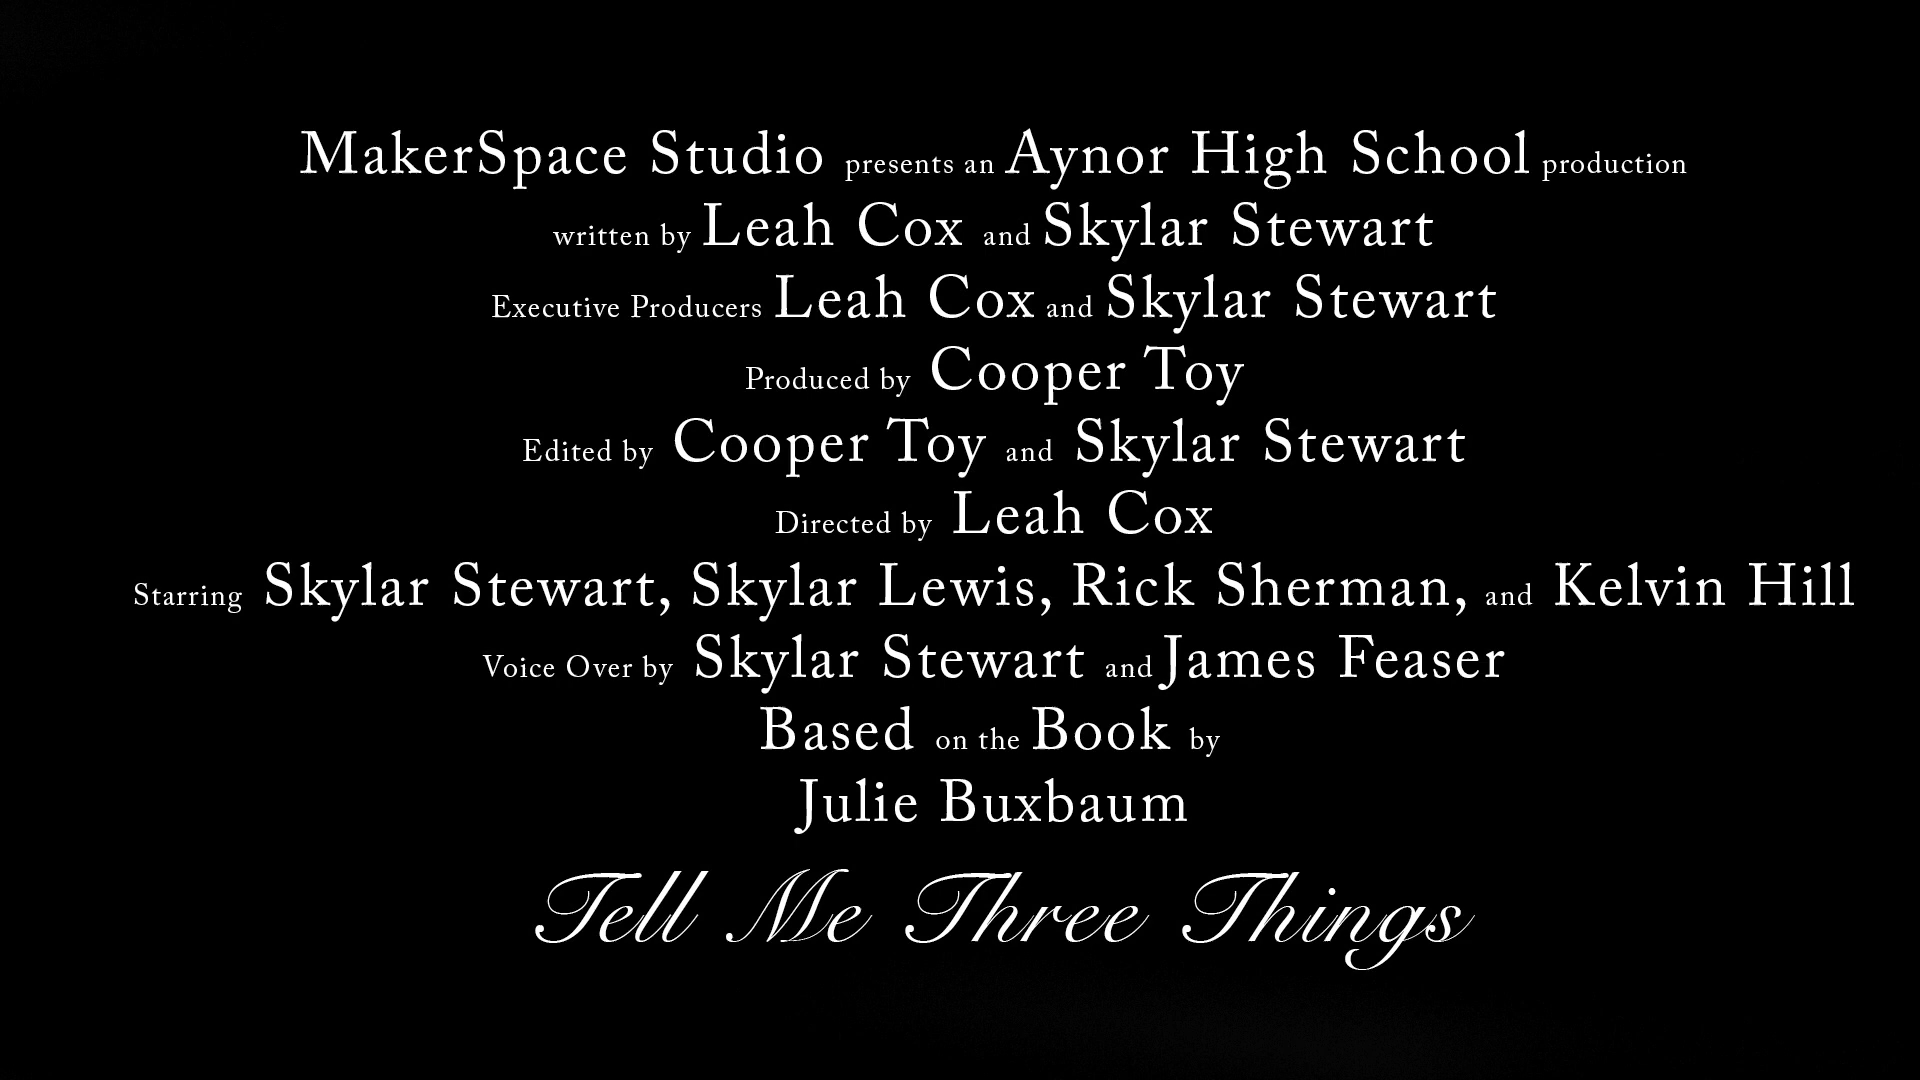 MakerSpace Studio presents an Aynor High School production
written by Leah Cox and Skylar Stewart
Executive Producers Leah Cox and Skylar Stewart
Produced by Cooper Toy
Edited by Cooper Toy and Skylar Stewart
Directed by Leah Cox
Starring Skylar Stewart, Skylar Lewis, Rick Sherman, and Kelvin Hill
Voice Over by Skylar Stewart and James Feaser
Based on the Book by
Julie Buxbaum
Tell Me Three Things